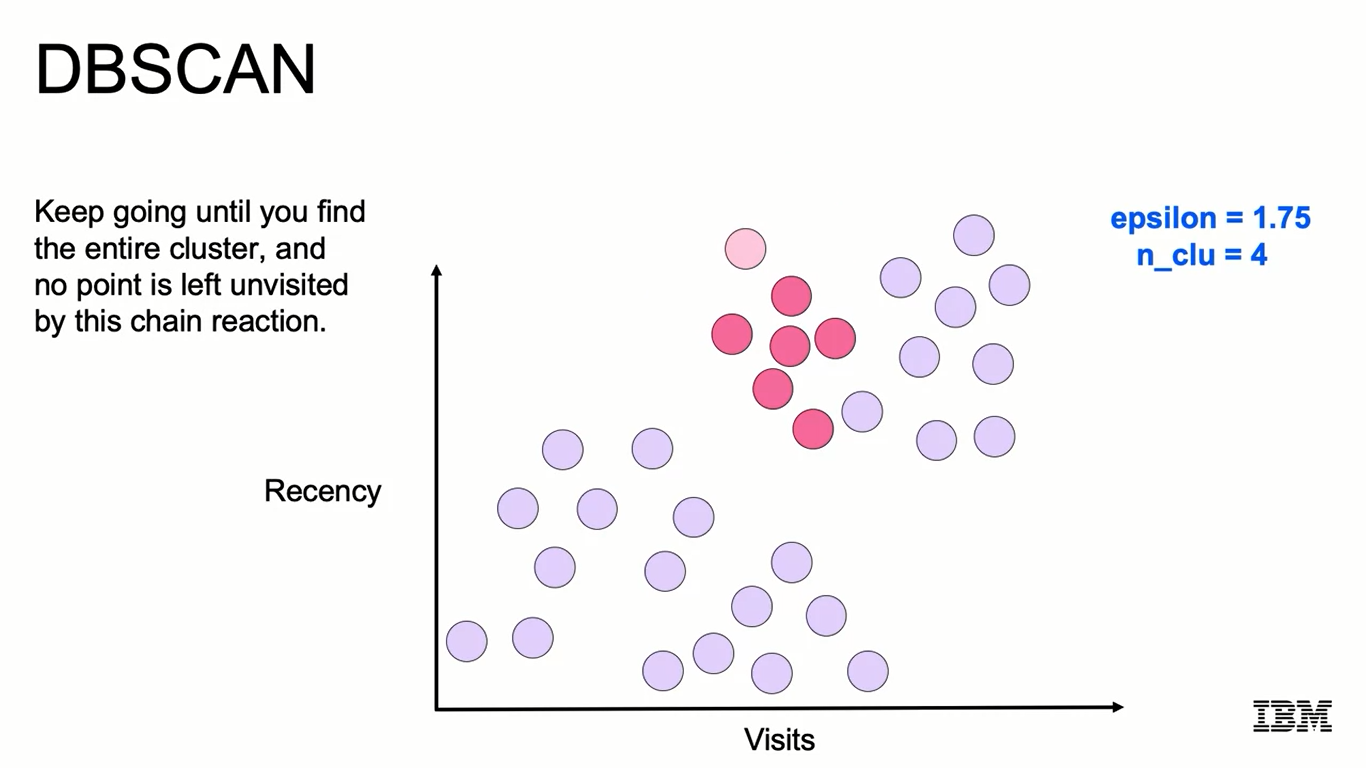 DBSCAN
Keep going until you find
the entire cluster, and
no point is left unvisited
by this chain reaction.
epsilon = 1.75
n_clu = 4
Recency
Visits
IBM